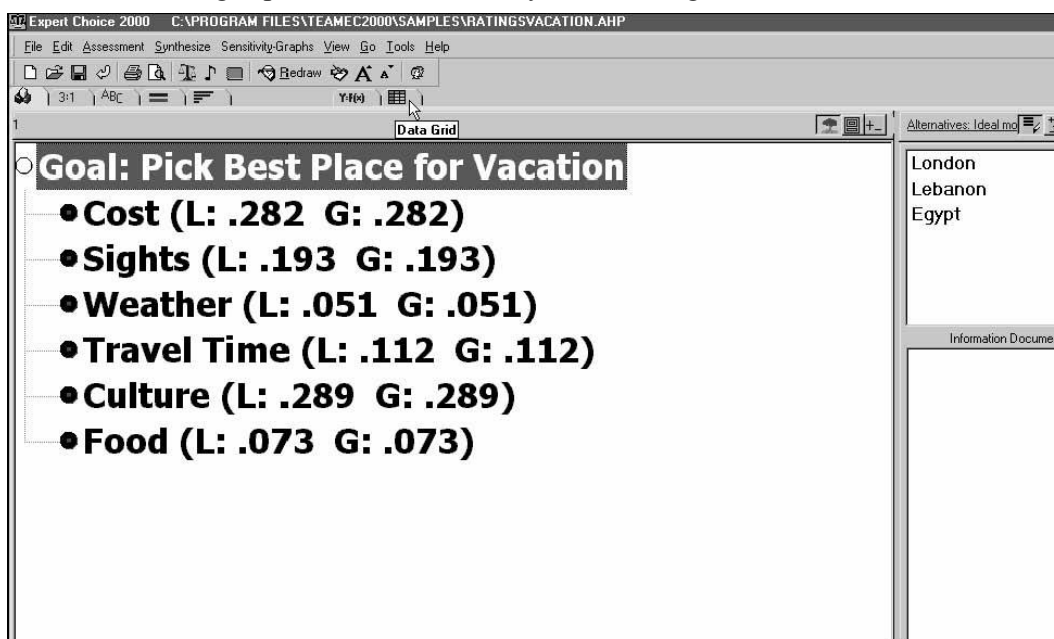 Expert Choice 2000 C:\PROGRAM FILES\TEAMEC2000\SAMPLES\RATINGSVACATION.AHP
File Edit Assessment Synthesize Sensitivity-Graphs View Go Tools Help
Redraw A A
3:1 ABC Y:F(x)
1 Data Grid Alternatives: Ideal mo
Goal: Pick Best Place for Vacation
Cost (L: .282 G: .282)
Sights (L: .193 G: .193)
Weather (L: .051 G: .051)
Travel Time (L: .112 G: .112)
Culture (L: .289 G: .289)
Food (L: .073 G: .073)
London
Lebanon
Egypt
Information Docume